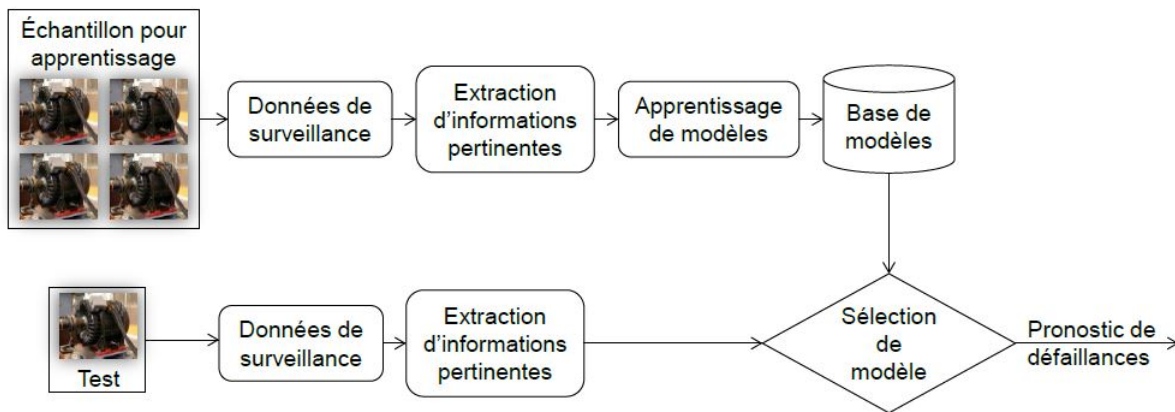 Échantillon pour
apprentissage
Données de
surveillance
Extraction
d’informations
pertinentes
Apprentissage
de modèles
Base de
modèles
Test
Données de
surveillance
Extraction
d’informations
pertinentes
Sélection
de
modèle
Pronostic de
défaillances